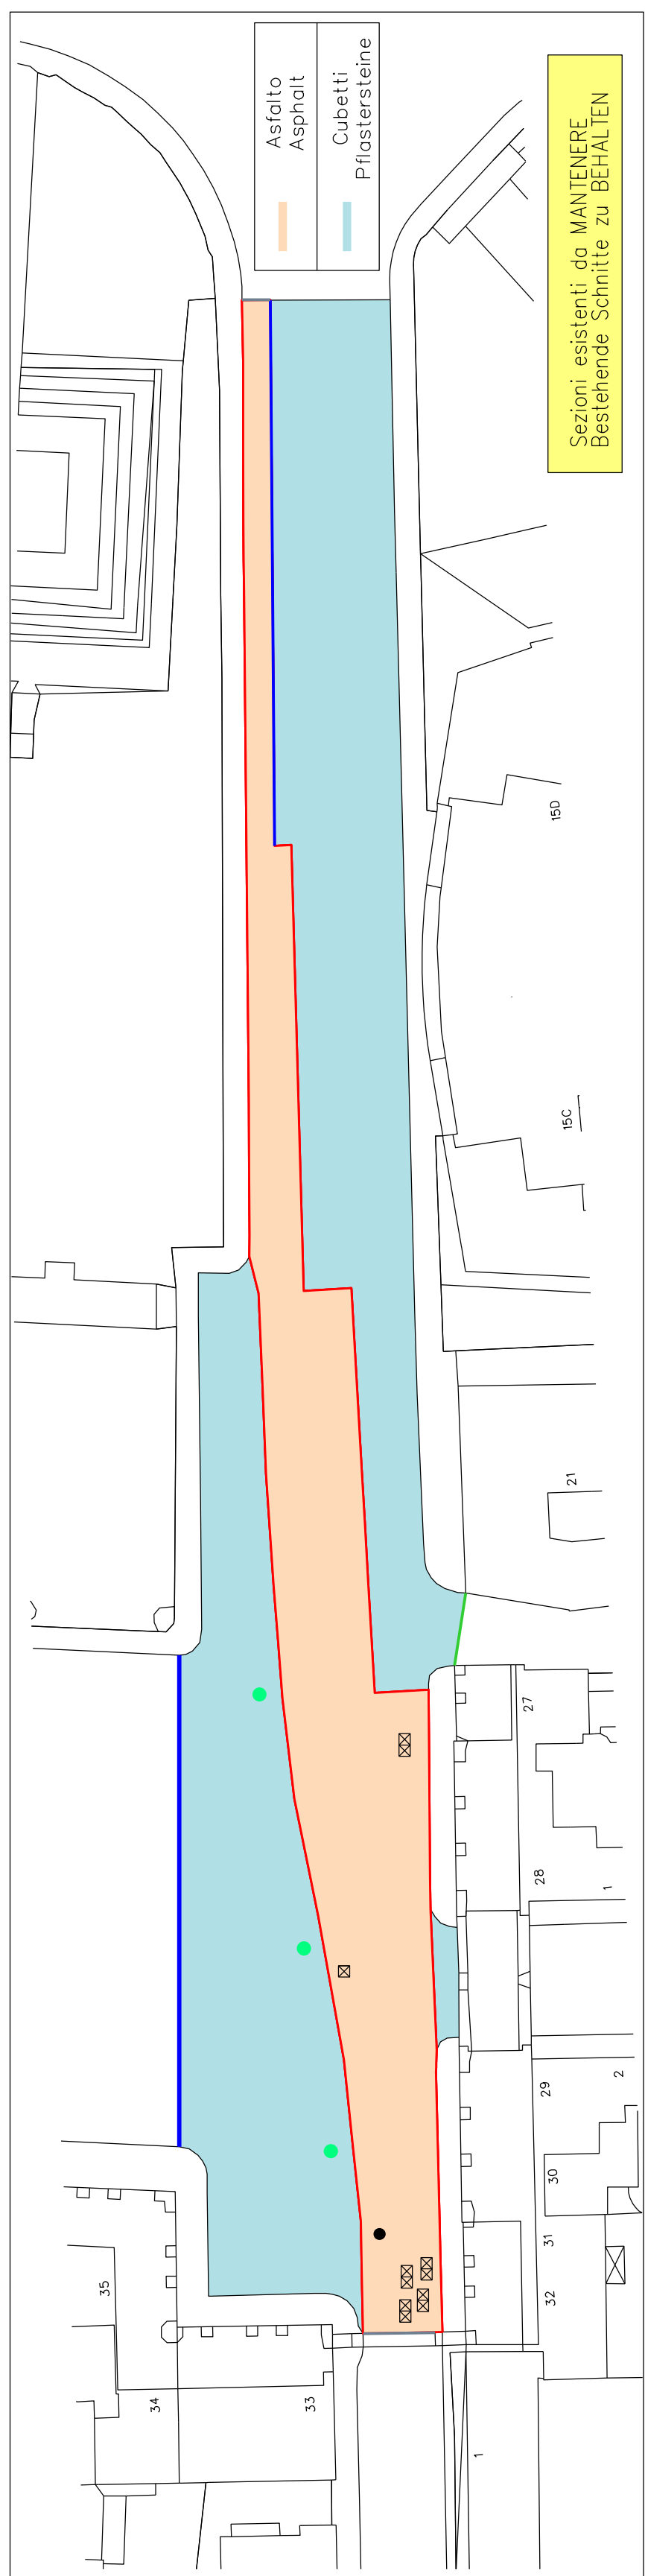 Asfalto
Asphalt
Cubetti
Pflastersteine
Sezioni esistenti da MANTENERE
Bestehende Schnitte zu BEHALTEN
15D
15C
21
27
28
1
29
2
30
31
32
35
34
33
1